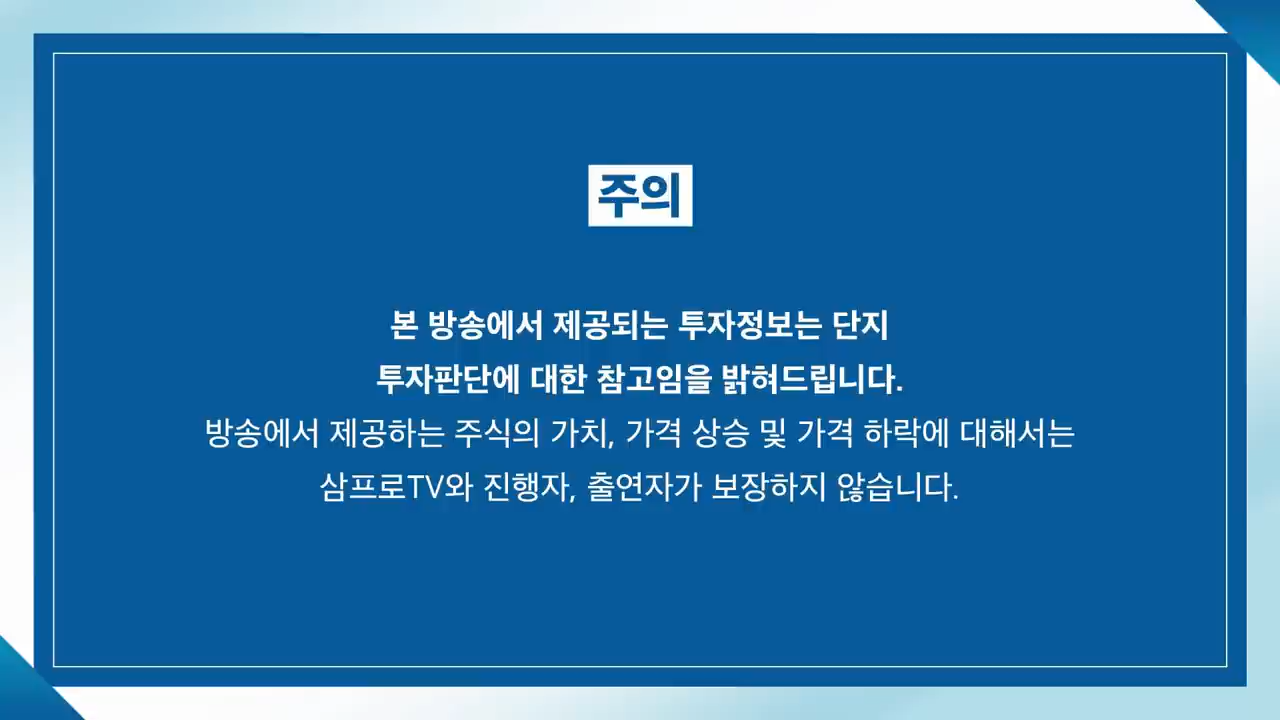 주의
본 방송에서 제공되는 투자정보는 단지
투자판단에 대한 참고임을 밝혀드립니다.
방송에서 제공하는 주식의 가치, 가격 상승 및 가격 하락에 대해서는
삼프로TV와 진행자, 출연자가 보장하지 않습니다.